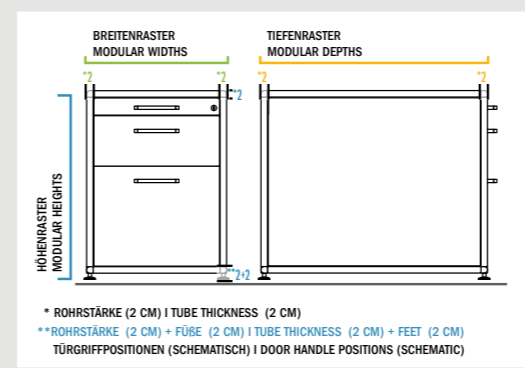 BREITENRASTER
MODULAR WIDTHS
TIEFENRASTER
MODULAR DEPTHS
*2
*2
*2
*2
*2
HÖHENRASTER
MODULAR HEIGHTS
**2+2
* ROHRSTÄRKE (2 CM) I TUBE THICKNESS (2 CM)
**ROHRSTÄRKE (2 CM) + FÜßE (2 CM) I TUBE THICKNESS (2 CM) + FEET (2 CM)
TÜRGRIFFPOSITIONEN (SCHEMATISCH) I DOOR HANDLE POSITIONS (SCHEMATIC)